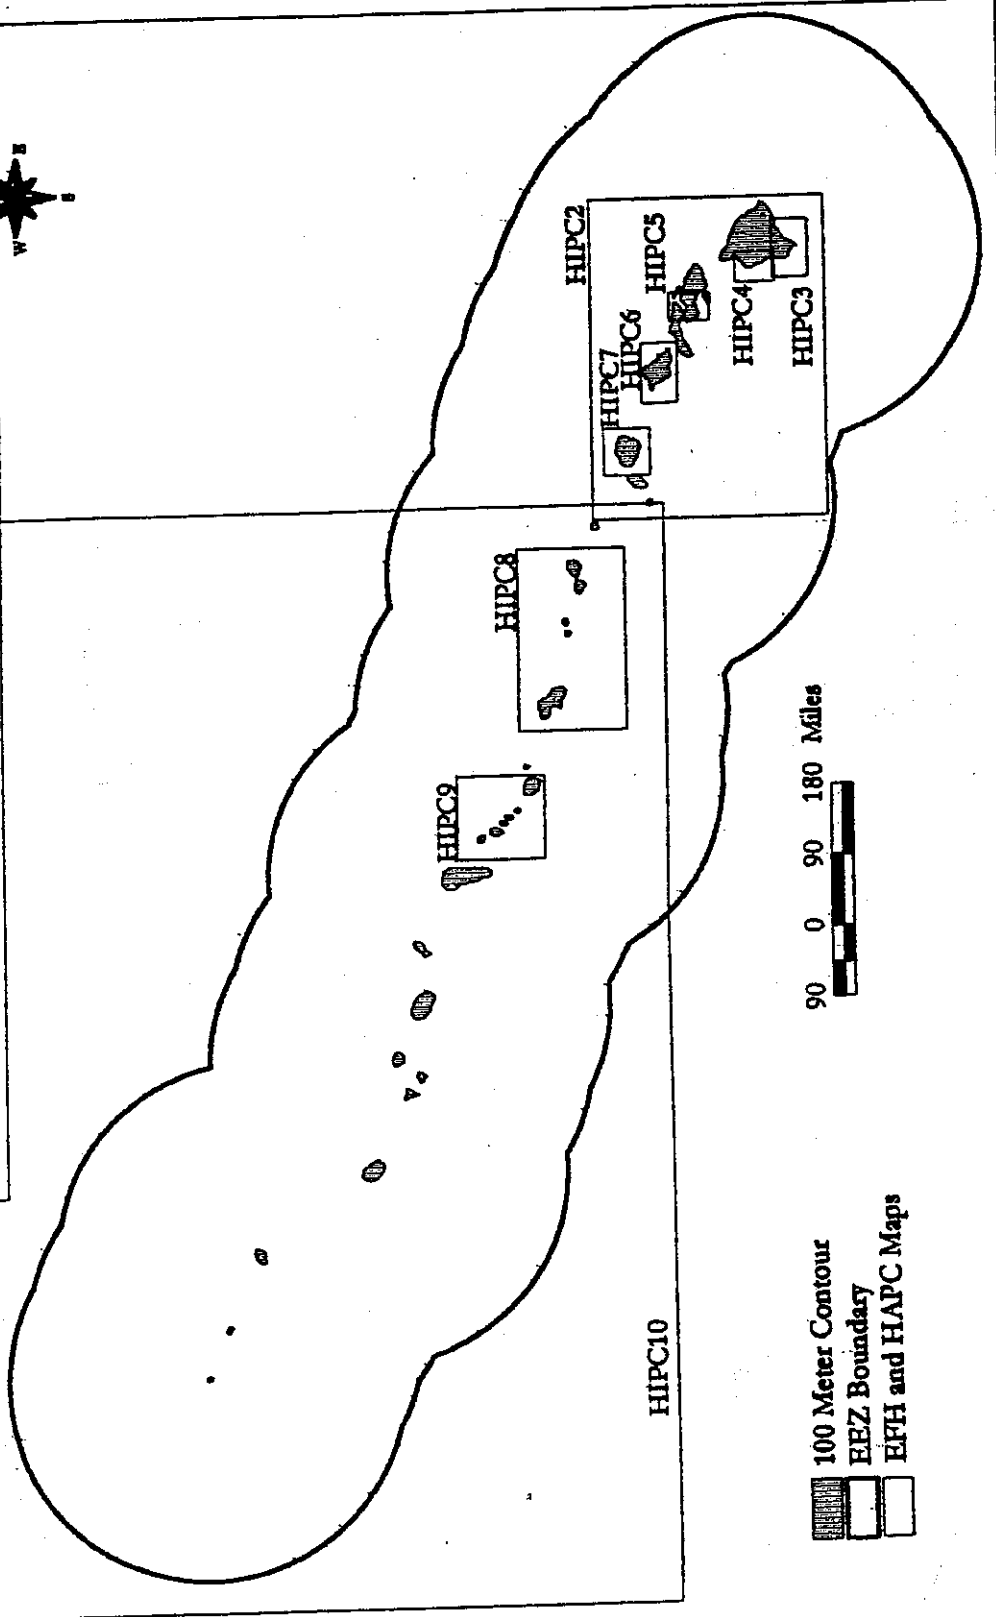 W
E
S
HIPC2
HIPC5
HIPC6
HIPC7
HIPC4
HIPC3
HIPC8
HIPC9
HIPC10
90 0 90 180 Miles
100 Meter Contour
EEZ Boundary
EFH and HAPC Maps